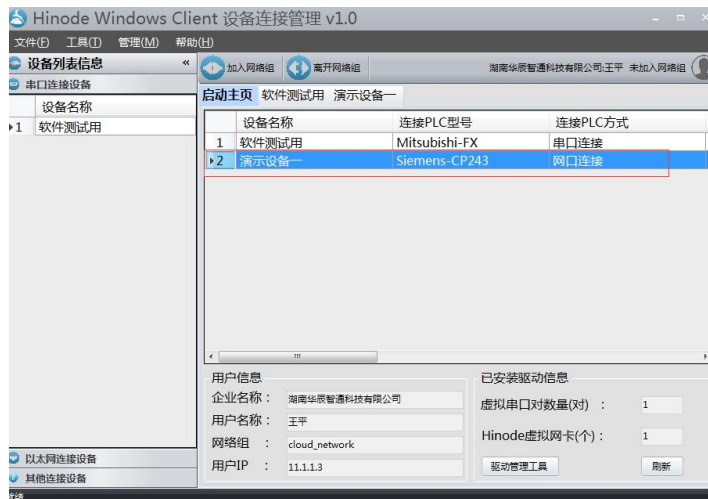 Hinode Windows Client 设备连接管理 v1.0
文件(F) 工具(T) 管理(M) 帮助(H)
设备列表信息 «
加入网络组 离开网络组 湖南华辰智通科技有限公司:王平 未加入网络组
串口连接设备
启动主页 软件测试用 演示设备一
设备名称
1 软件测试用
设备名称 连接PLC型号 连接PLC方式
1 软件测试用 Mitsubishi-FX 串口连接
2 演示设备一 Siemens-CP243 网口连接
用户信息
企业名称： 湖南华辰智通科技有限公司
用户名称： 王平
网络组 ： cloud_network
用户IP ： 11.1.1.3
已安装驱动信息
虚拟串口对数量(对) ： 1
Hinode虚拟网卡(个)： 1
驱动管理工具 刷新
以太网连接设备
其他连接设备
就绪